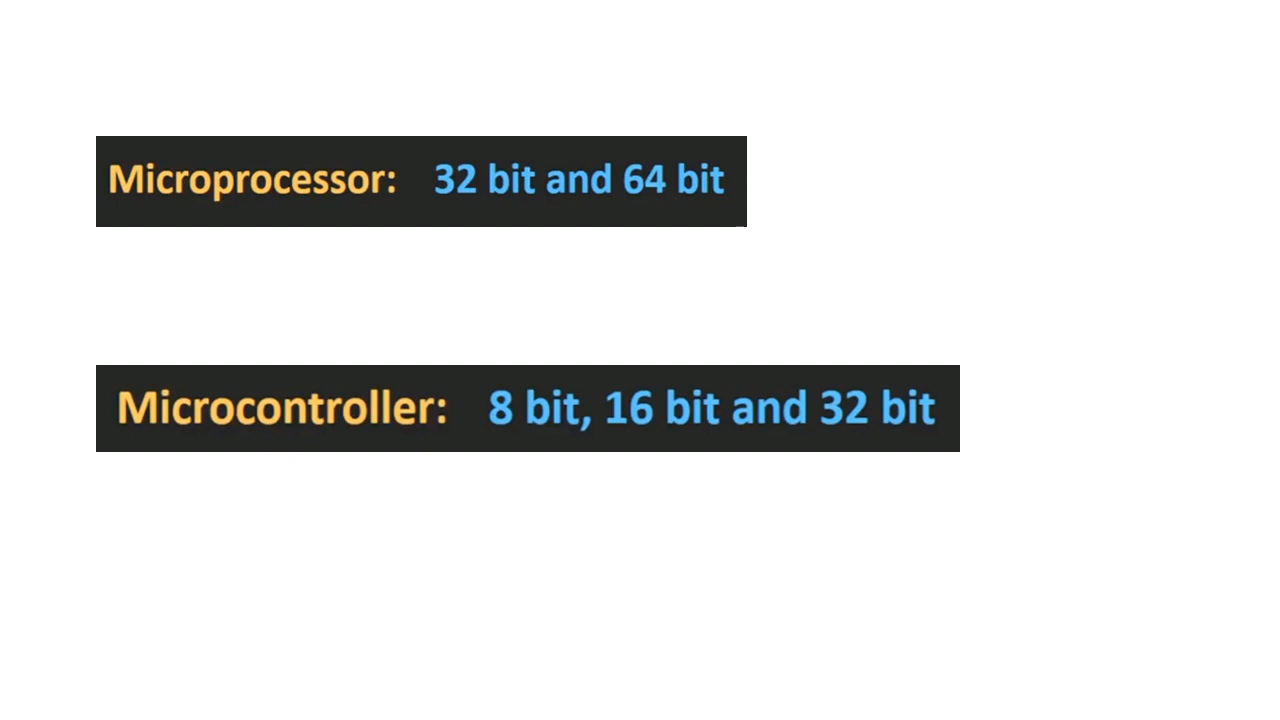 Microprocessor: 32 bit and 64 bit
Microcontroller: 8 bit, 16 bit and 32 bit